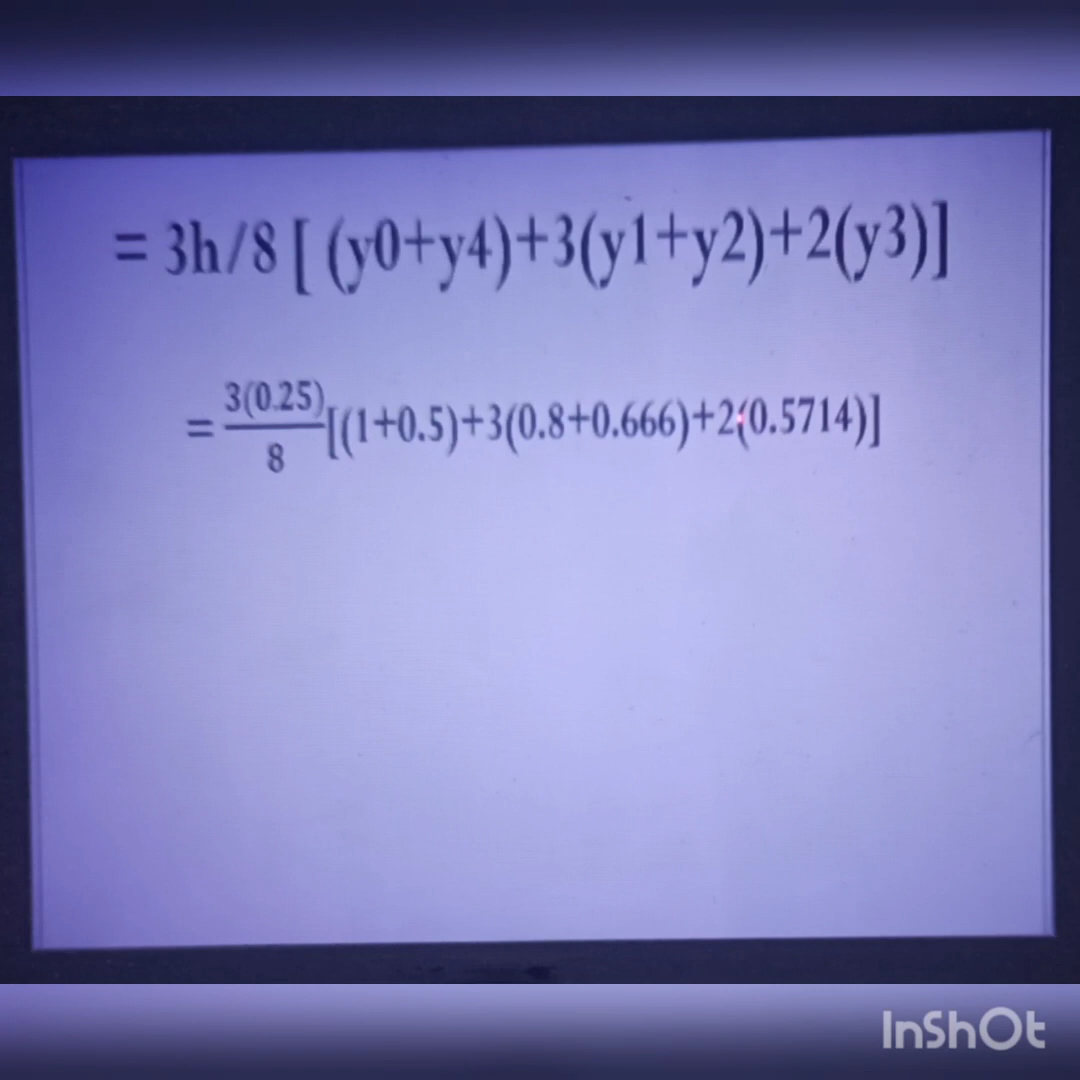 = 3h/8 [ (y0+y4)+3(y1+y2)+2(y3)]
= 3(0.25)/8 [(1+0.5)+3(0.8+0.666)+2(0.5714)]
InShOt